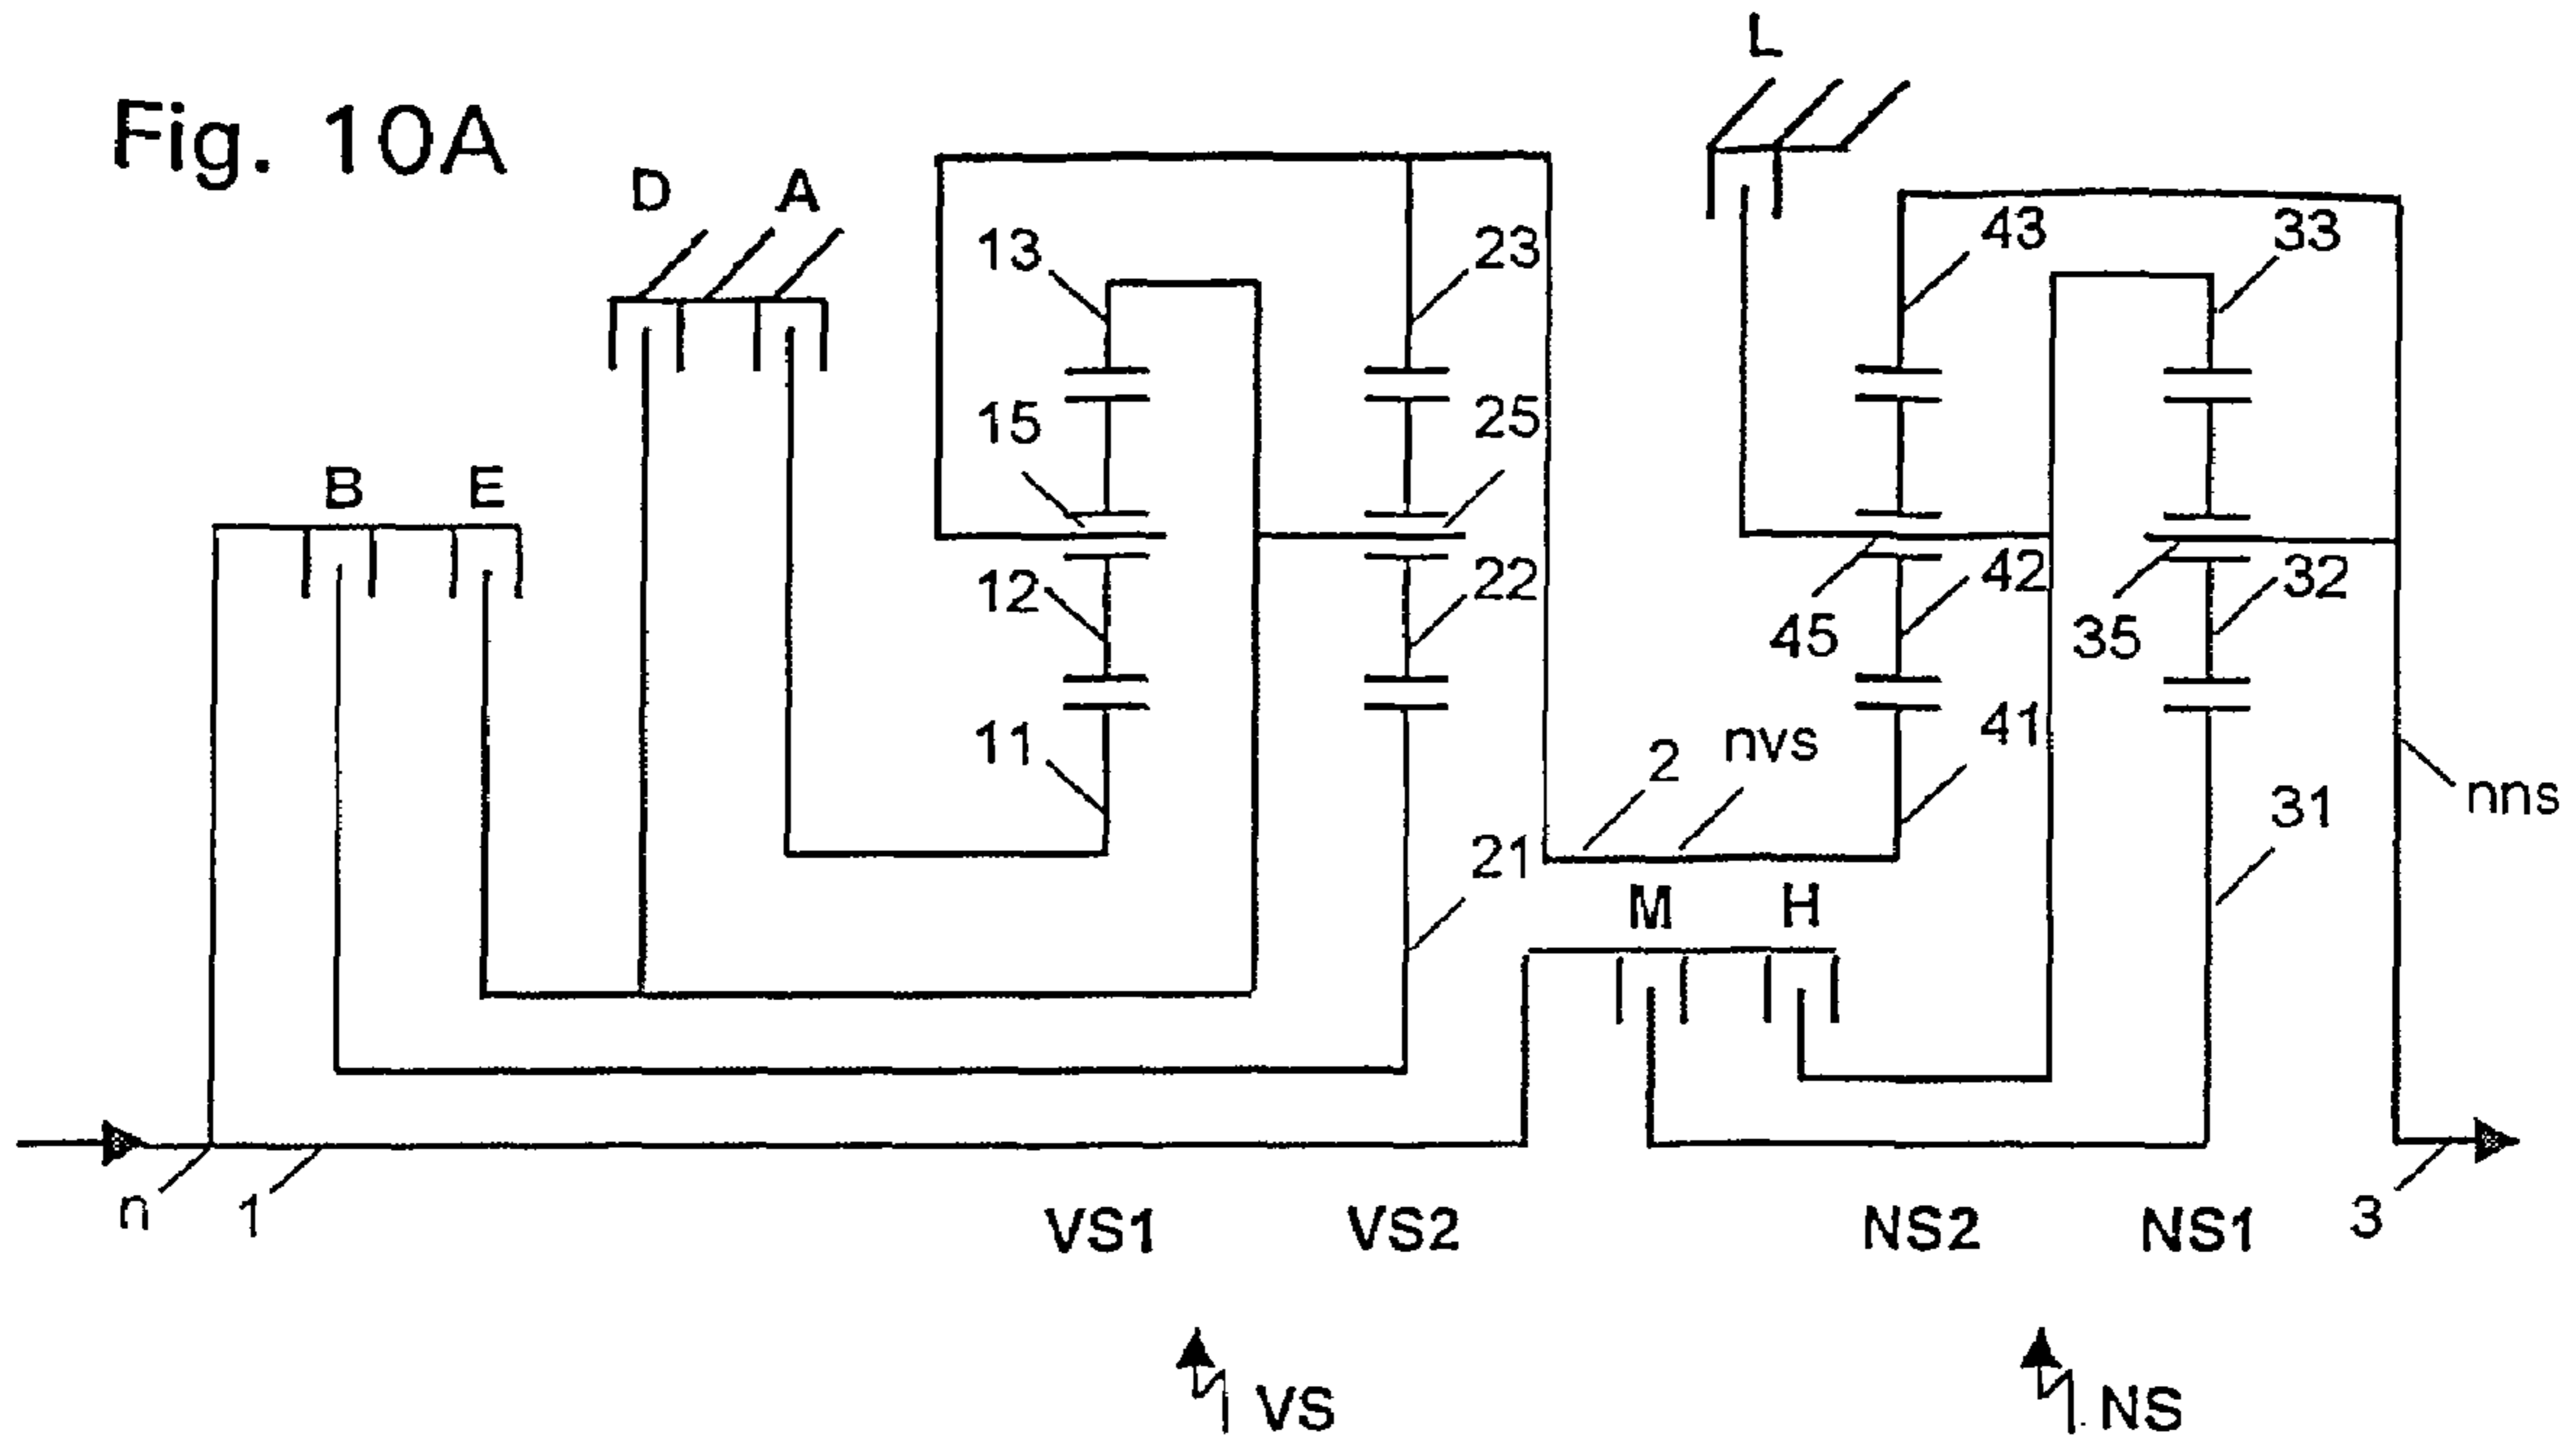 Fig. 10A
L
D A
13 23 43 33
15 25
B E
12 22 42 32
45 35
11 2 nvs 41
nns
31
21
M H
n 1 3
VS1 VS2 NS2 NS1
VS NS